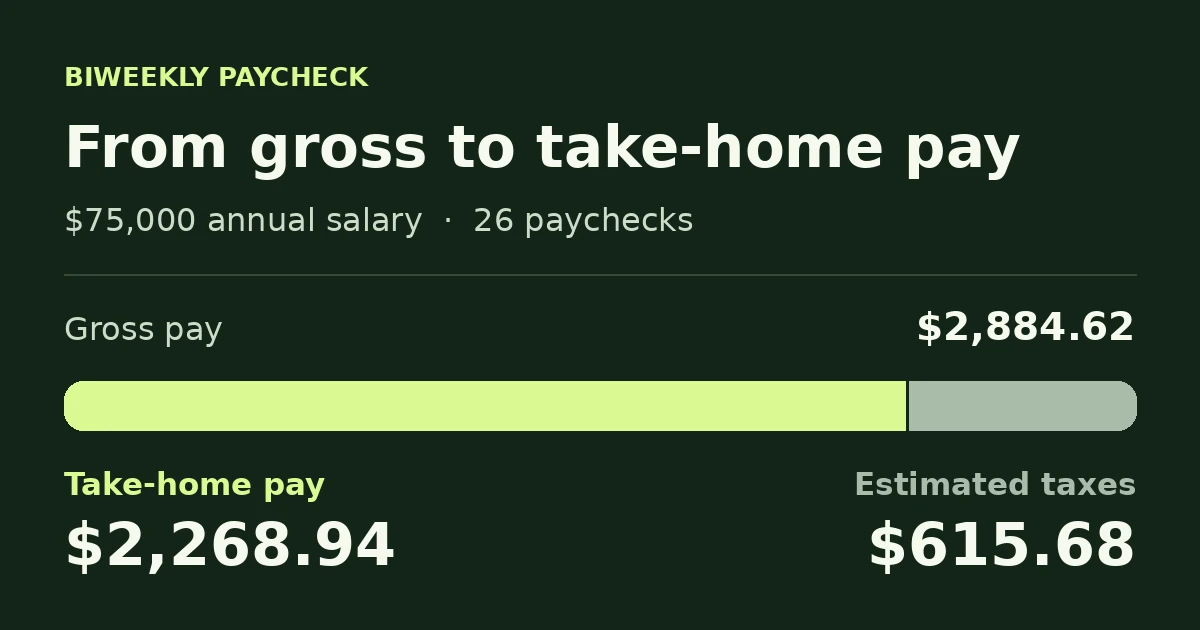 BIWEEKLY PAYCHECK
From gross to take-home pay
$75,000 annual salary · 26 paychecks
Gross pay $2,884.62
Take-home pay Estimated taxes
$2,268.94 $615.68